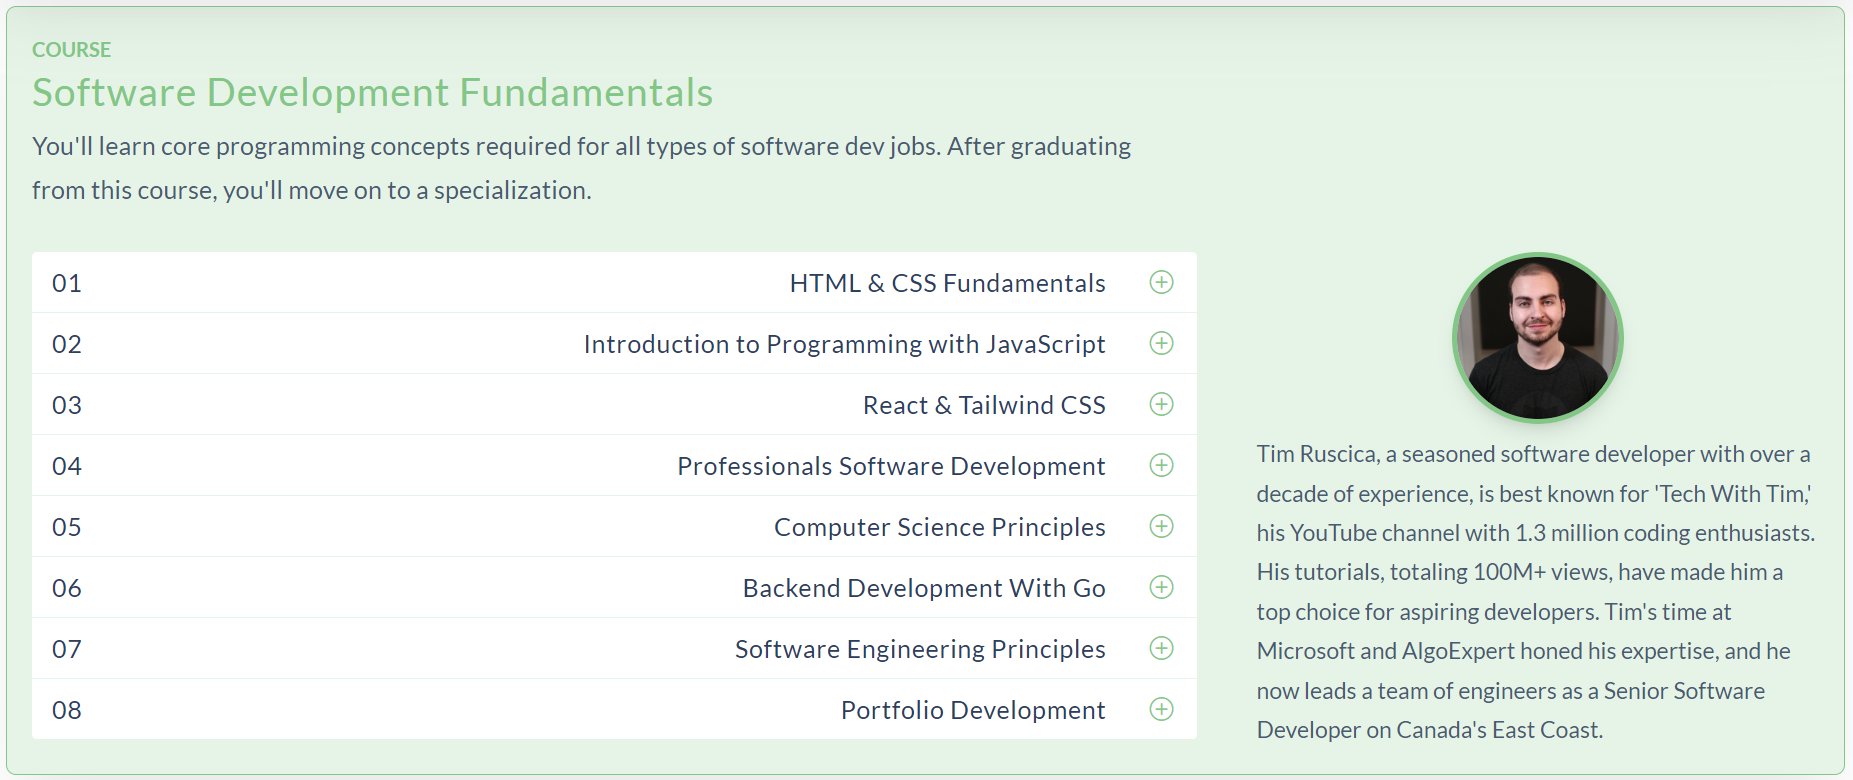 COURSE
Software Development Fundamentals
You'll learn core programming concepts required for all types of software dev jobs. After graduating
from this course, you'll move on to a specialization.
01 HTML & CSS Fundamentals
02 Introduction to Programming with JavaScript
03 React & Tailwind CSS
04 Professionals Software Development
05 Computer Science Principles
06 Backend Development With Go
07 Software Engineering Principles
08 Portfolio Development
Tim Ruscica, a seasoned software developer with over a
decade of experience, is best known for 'Tech With Tim,'
his YouTube channel with 1.3 million coding enthusiasts.
His tutorials, totaling 100M+ views, have made him a
top choice for aspiring developers. Tim's time at
Microsoft and AlgoExpert honed his expertise, and he
now leads a team of engineers as a Senior Software
Developer on Canada's East Coast.